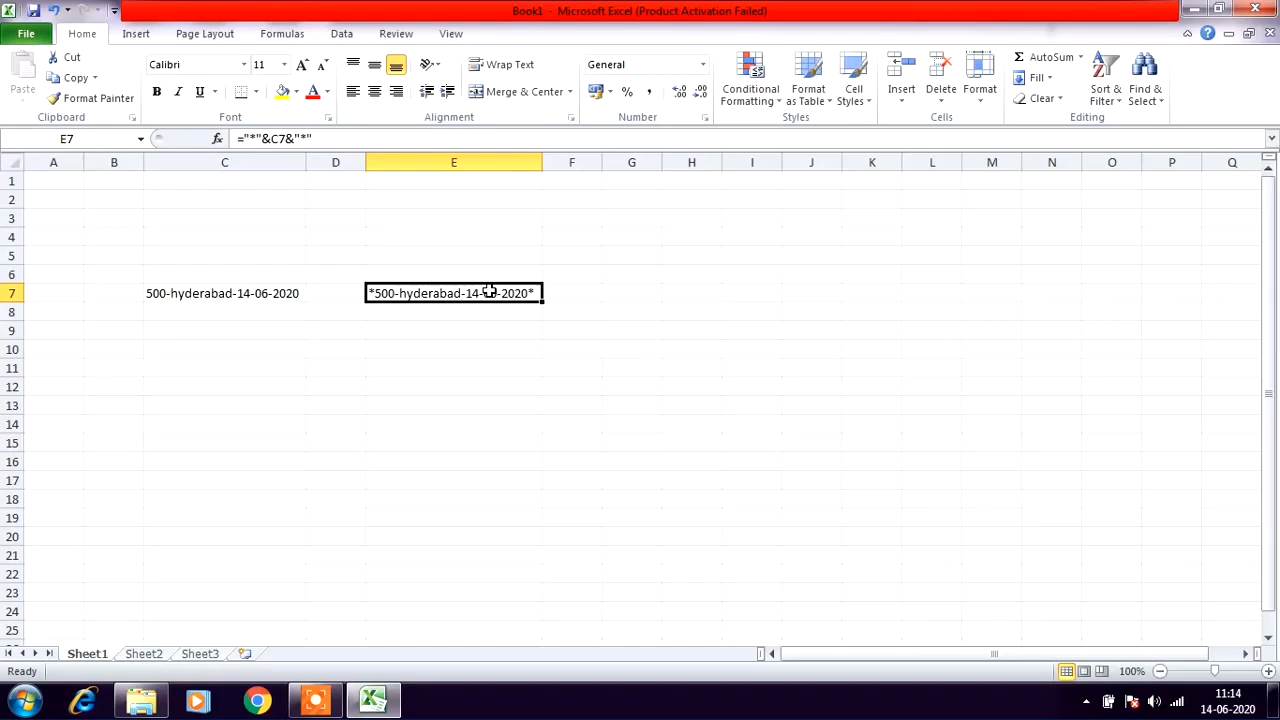 Book1 - Microsoft Excel (Product Activation Failed)
File Home Insert Page Layout Formulas Data Review View
Paste
Cut
Copy
Format Painter
Clipboard
Calibri 11
B I U
Font
Wrap Text
Merge & Center
Alignment
General
%
Number
Conditional Formatting
Format as Table
Cell Styles
Styles
Insert
Delete
Format
Cells
AutoSum
Fill
Clear
Sort & Filter
Find & Select
Editing
E7 fx ="*"&C7&"*"
A B C D E F G H I J K L M N O P Q
1
2
3
4
5
6
7 500-hyderabad-14-06-2020 *500-hyderabad-14- -2020*
8
9
10
11
12
13
14
15
16
17
18
19
20
21
22
23
24
25
Sheet1 Sheet2 Sheet3
Ready 100%
11:14
14-06-2020